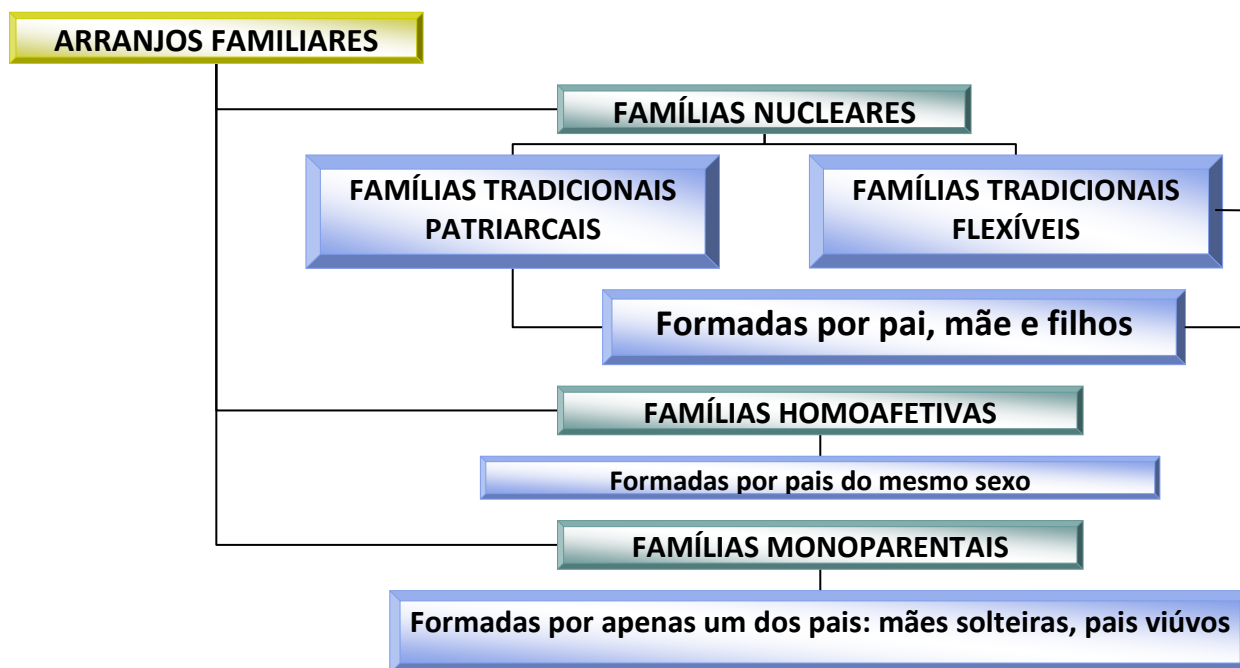 ARRANJOS FAMILIARES
FAMÍLIAS NUCLEARES
FAMÍLIAS TRADICIONAIS
PATRIARCAIS
FAMÍLIAS TRADICIONAIS
FLEXÍVEIS
Formadas por pai, mãe e filhos
FAMÍLIAS HOMOAFETIVAS
Formadas por pais do mesmo sexo
FAMÍLIAS MONOPARENTAIS
Formadas por apenas um dos pais: mães solteiras, pais viúvos